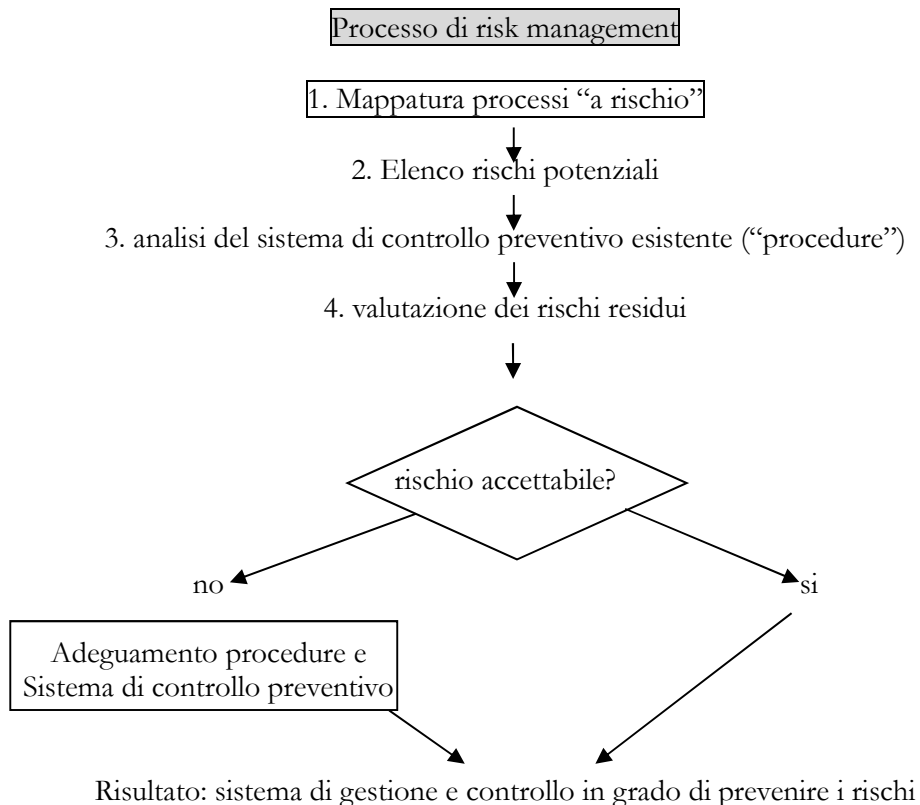 Processo di risk management
1. Mappatura processi “a rischio”
2. Elenco rischi potenziali
3. analisi del sistema di controllo preventivo esistente (“procedure”)
4. valutazione dei rischi residui
rischio accettabile?
no
si
Adeguamento procedure e
Sistema di controllo preventivo
Risultato: sistema di gestione e controllo in grado di prevenire i rischi